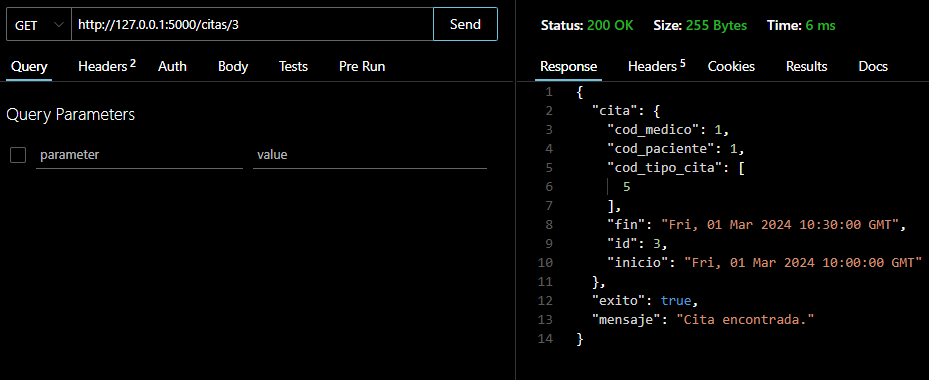 GET http://127.0.0.1:5000/citas/3 Send
Query Headers 2 Auth Body Tests Pre Run
Query Parameters
parameter value
Status: 200 OK Size: 255 Bytes Time: 6 ms
Response Headers 5 Cookies Results Docs
1 {
2 "cita": {
3 "cod_medico": 1,
4 "cod_paciente": 1,
5 "cod_tipo_cita": [
6 5
7 ],
8 "fin": "Fri, 01 Mar 2024 10:30:00 GMT",
9 "id": 3,
10 "inicio": "Fri, 01 Mar 2024 10:00:00 GMT"
11 },
12 "exito": true,
13 "mensaje": "Cita encontrada."
14 }